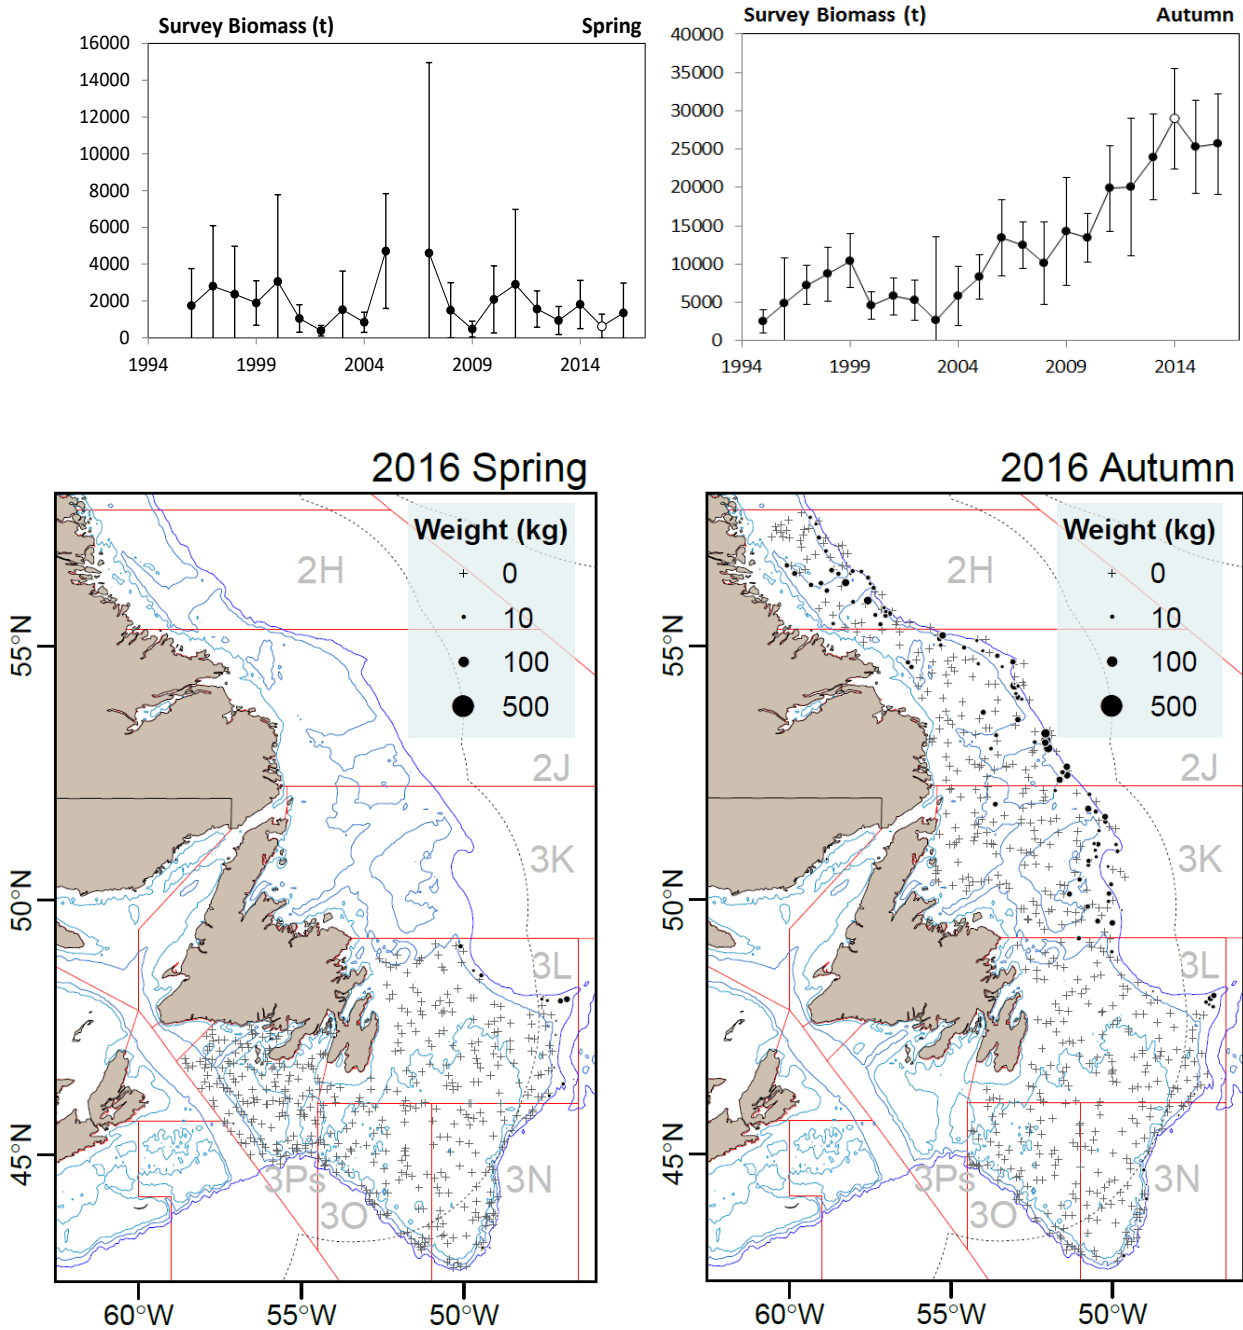 Survey Biomass (t) Spring
16000
14000
12000
10000
8000
6000
4000
2000
0
1994 1999 2004 2009 2014
Survey Biomass (t) Autumn
40000
35000
30000
25000
20000
15000
10000
5000
0
1994 1999 2004 2009 2014
2016 Spring
Weight (kg)
0
10
100
500
2H
2J
3K
3L
3N
3Ps
3O
55°N
50°N
45°N
60°W 55°W 50°W
2016 Autumn
Weight (kg)
0
10
100
500
2H
2J
3K
3L
3N
3Ps
3O
55°N
50°N
45°N
60°W 55°W 50°W